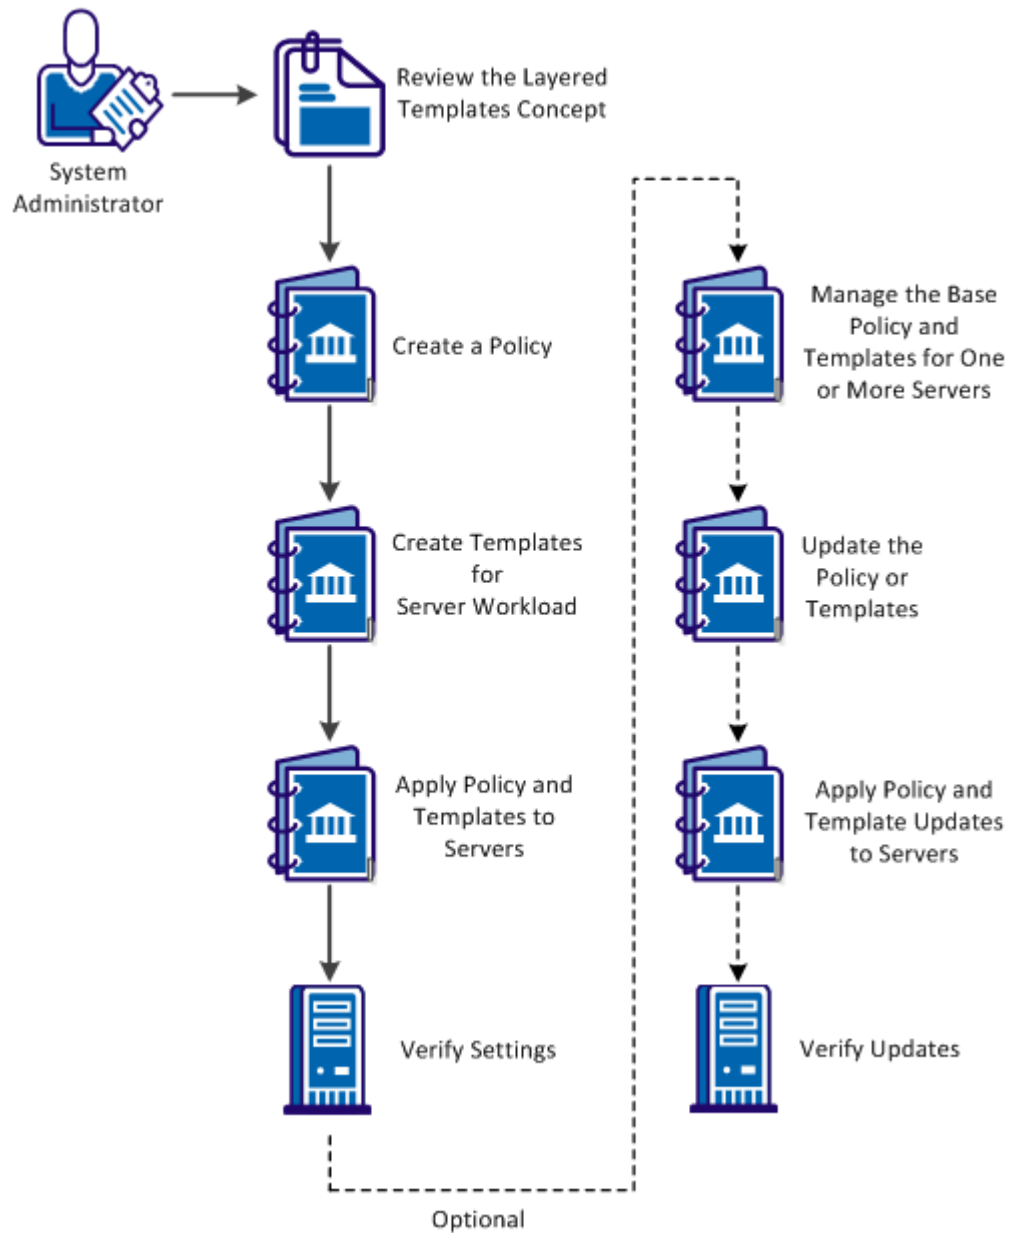 System
Administrator
Review the Layered
Templates Concept
Create a Policy
Create Templates
for
Server Workload
Apply Policy and
Templates to
Servers
Verify Settings
Optional
Manage the Base
Policy and
Templates for One
or More Servers
Update the
Policy or
Templates
Apply Policy and
Template Updates
to Servers
Verify Updates